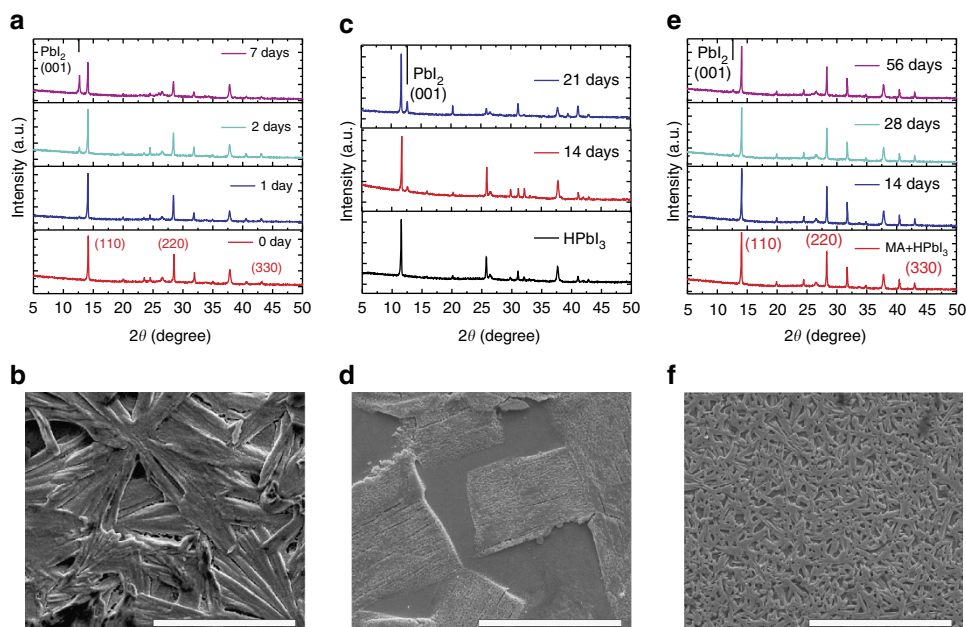 a
PbI2
(001)
7 days
2 days
1 day
0 day
(110)
(220)
(330)
Intensity (a.u.)
5 10 15 20 25 30 35 40 45 50
2θ (degree)
c
21 days
PbI2
(001)
14 days
HPbI3
Intensity (a.u.)
5 10 15 20 25 30 35 40 45 50
2θ (degree)
e
PbI2
(001)
56 days
28 days
14 days
MA+HPbI3
(110)
(220)
(330)
Intensity (a.u.)
5 10 15 20 25 30 35 40 45 50
2θ (degree)
b
d
f